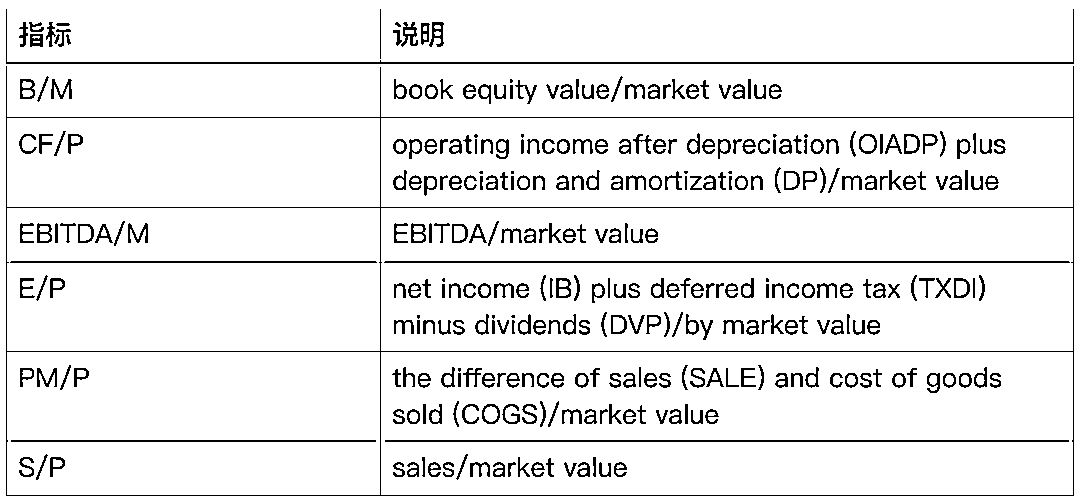 指标 说明
B/M book equity value/market value
CF/P operating income after depreciation (OIADP) plus
depreciation and amortization (DP)/market value
EBITDA/M EBITDA/market value
E/P net income (IB) plus deferred income tax (TXDI)
minus dividends (DVP)/by market value
PM/P the difference of sales (SALE) and cost of goods
sold (COGS)/market value
S/P sales/market value